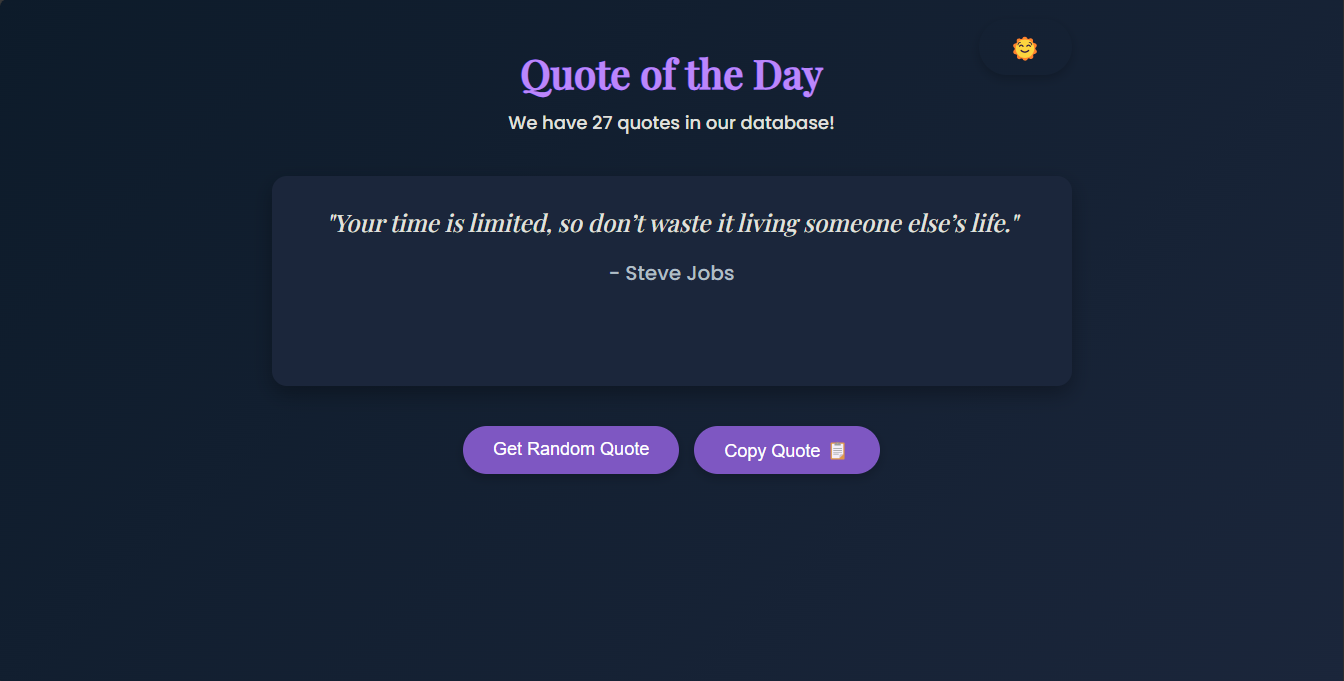 Quote of the Day
We have 27 quotes in our database!
"Your time is limited, so don’t waste it living someone else’s life."
- Steve Jobs
Get Random Quote
Copy Quote 📋